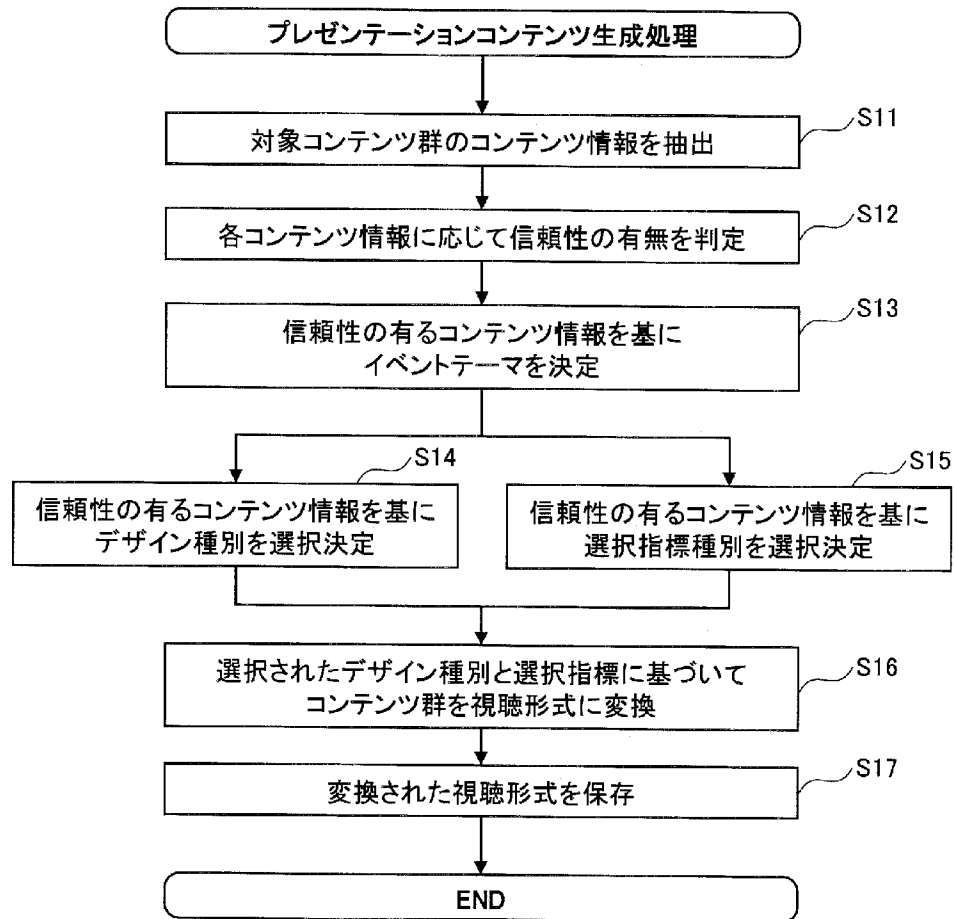 プレゼンテーションコンテンツ生成処理
S11
対象コンテンツ群のコンテンツ情報を抽出
S12
各コンテンツ情報に応じて信頼性の有無を判定
S13
信頼性の有るコンテンツ情報を基に
イベントテーマを決定
S14
信頼性の有るコンテンツ情報を基に
デザイン種別を選択決定
S15
信頼性の有るコンテンツ情報を基に
選択指標種別を選択決定
S16
選択されたデザイン種別と選択指標に基づいて
コンテンツ群を視聴形式に変換
S17
変換された視聴形式を保存
END